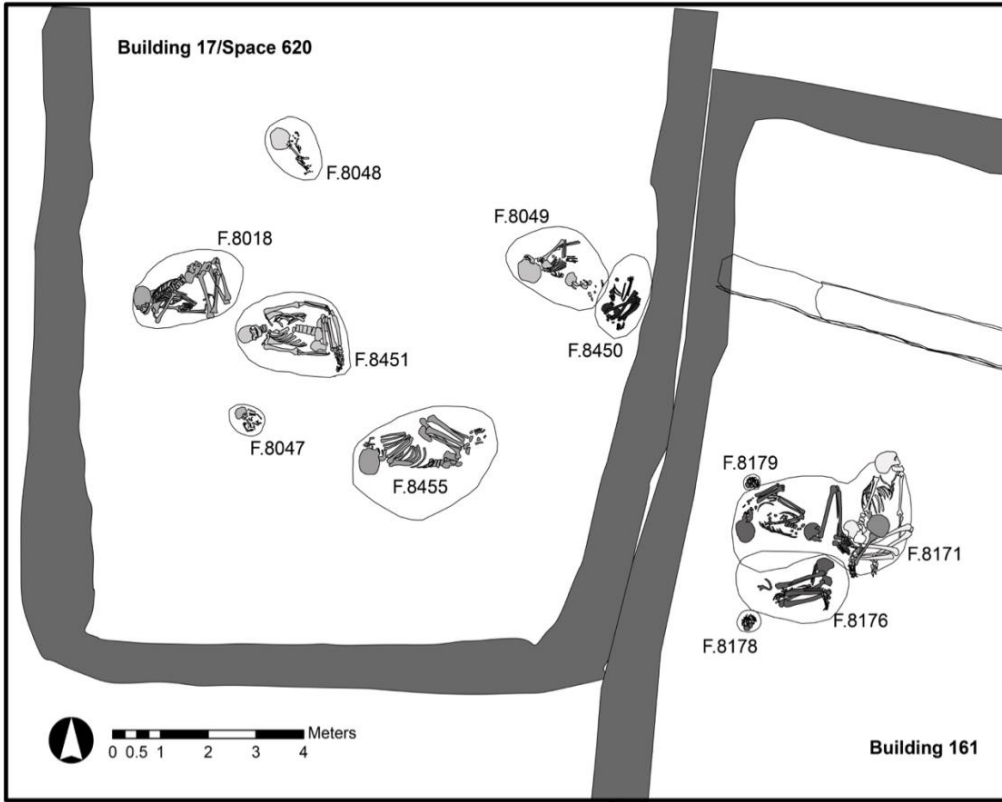 Building 17/Space 620
F.8048
F.8049
F.8018
F.8450
F.8451
F.8047
F.8455
F.8179
F.8171
F.8176
F.8178
Meters
0 0.5 1 2 3 4
Building 161